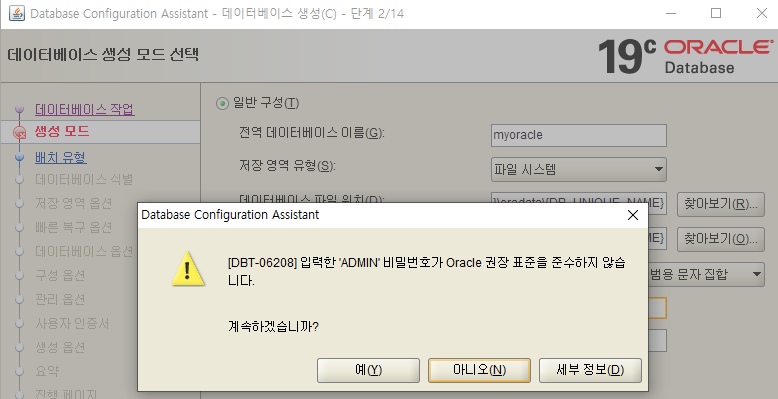 Database Configuration Assistant - 데이터베이스 생성(C) - 단계 2/14
데이터베이스 생성 모드 선택
19c ORACLE
Database
데이터베이스 작업
생성 모드
배치 유형
데이터베이스 식별
저장 영역 옵션
빠른 복구 옵션
데이터베이스 옵션
구성 옵션
관리 옵션
사용자 인증서
생성 옵션
요약
진행 페이지
일반 구성(T)
전역 데이터베이스 이름(G): myoracle
저장 영역 유형(S): 파일 시스템
데이터베이스 파일 위치(D): }\oradata\{DB_UNIQUE_NAME} 찾아보기(R)...
NAME} 찾아보기(O)...
범용 문자 집합
Database Configuration Assistant
[DBT-06208] 입력한 'ADMIN' 비밀번호가 Oracle 권장 표준을 준수하지 않습
니다.
계속하겠습니까?
예(Y) 아니오(N) 세부 정보(D)